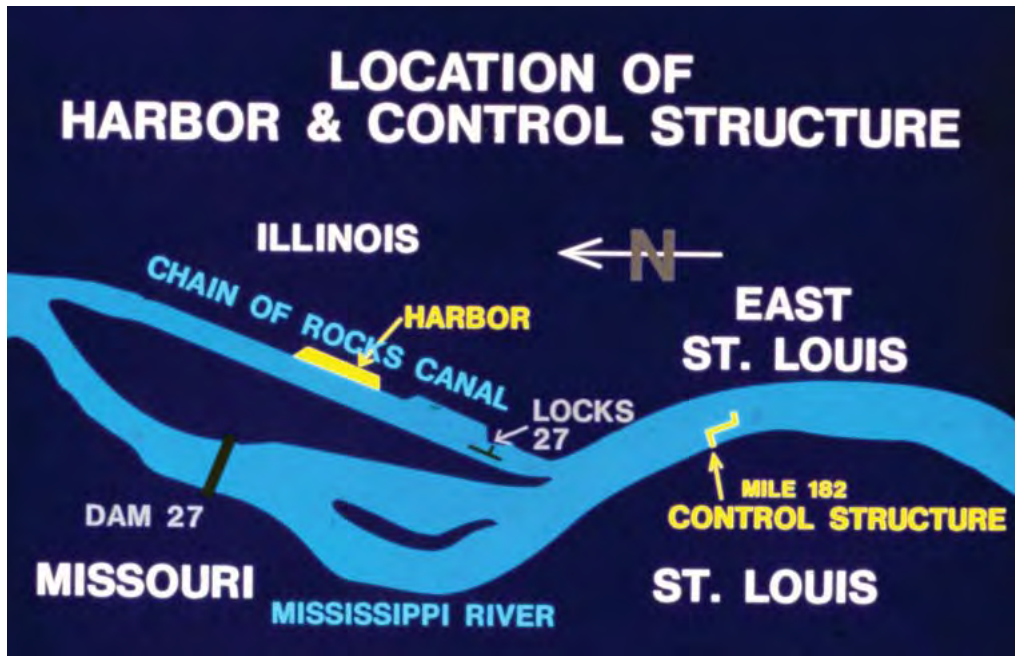 LOCATION OF
HARBOR & CONTROL STRUCTURE
ILLINOIS
N
CHAIN OF ROCKS CANAL
HARBOR
EAST
ST. LOUIS
LOCKS
27
MILE 182
CONTROL STRUCTURE
DAM 27
MISSOURI
ST. LOUIS
MISSISSIPPI RIVER